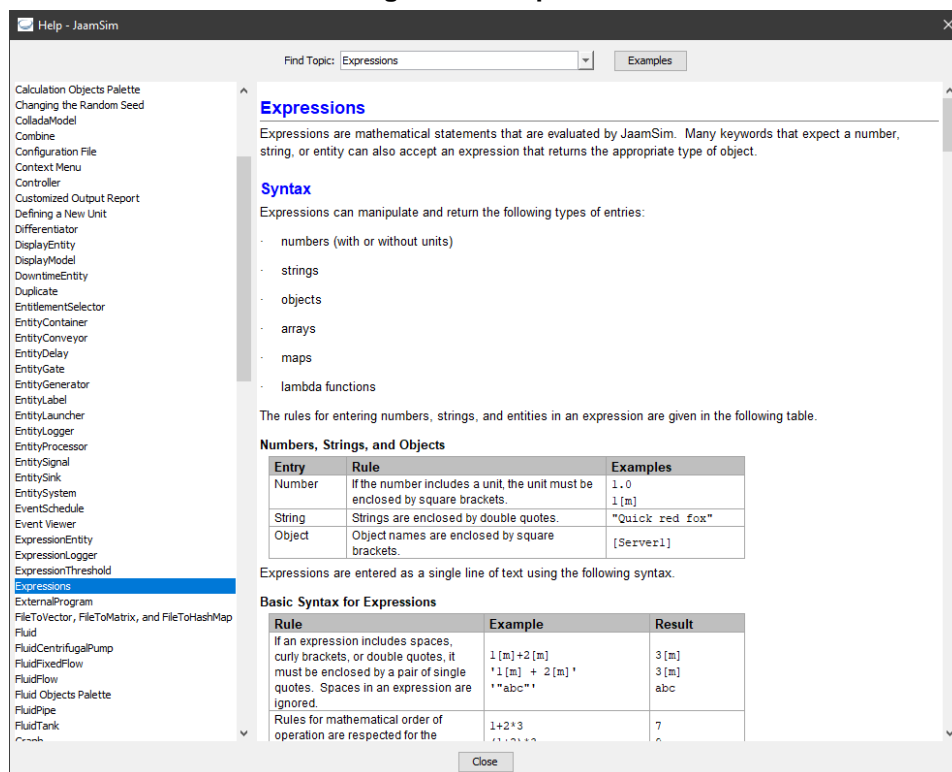 Help - JaamSim
Find Topic: Expressions
Examples
Calculation Objects Palette
Changing the Random Seed
ColladaModel
Combine
Configuration File
Context Menu
Controller
Customized Output Report
Defining a New Unit
Differentiator
DisplayEntity
DisplayModel
DowntimeEntity
Duplicate
EntitlementSelector
EntityContainer
EntityConveyor
EntityDelay
EntityGate
EntityGenerator
EntityLabel
EntityLauncher
EntityLogger
EntityProcessor
EntitySignal
EntitySink
EntitySystem
EventSchedule
Event Viewer
ExpressionEntity
ExpressionLogger
ExpressionThreshold
Expressions
ExternalProgram
FileToVector, FileToMatrix, and FileToHashMap
Fluid
FluidCentrifugalPump
FluidFixedFlow
FluidFlow
Fluid Objects Palette
FluidPipe
FluidTank
Expressions
Expressions are mathematical statements that are evaluated by JaamSim. Many keywords that expect a number,
string, or entity can also accept an expression that returns the appropriate type of object.
Syntax
Expressions can manipulate and return the following types of entries:
· numbers (with or without units)
· strings
· objects
· arrays
· maps
· lambda functions
The rules for entering numbers, strings, and entities in an expression are given in the following table.
Numbers, Strings, and Objects
Entry Rule Examples
Number If the number includes a unit, the unit must be 1.0
enclosed by square brackets. 1[m]
String Strings are enclosed by double quotes. "Quick red fox"
Object Object names are enclosed by square [Server1]
brackets.
Expressions are entered as a single line of text using the following syntax.
Basic Syntax for Expressions
Rule Example Result
If an expression includes spaces,
curly brackets, or double quotes, it 1[m]+2[m] 3[m]
must be enclosed by a pair of single '1[m] + 2[m]' 3[m]
quotes. Spaces in an expression are '"abc"' abc
ignored.
Rules for mathematical order of 1+2*3 7
operation are respected for the
Close